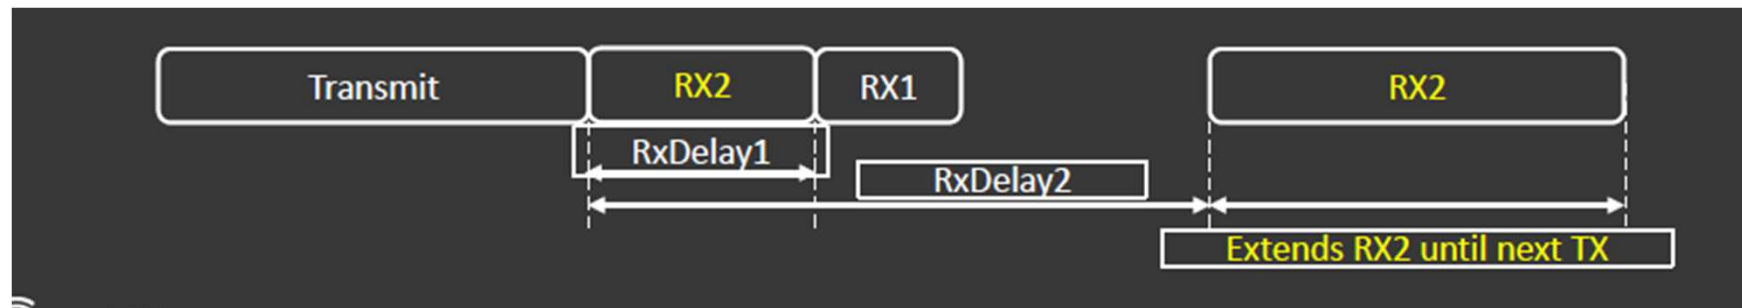 Transmit RX2 RX1 RX2
RxDelay1
RxDelay2
Extends RX2 until next TX